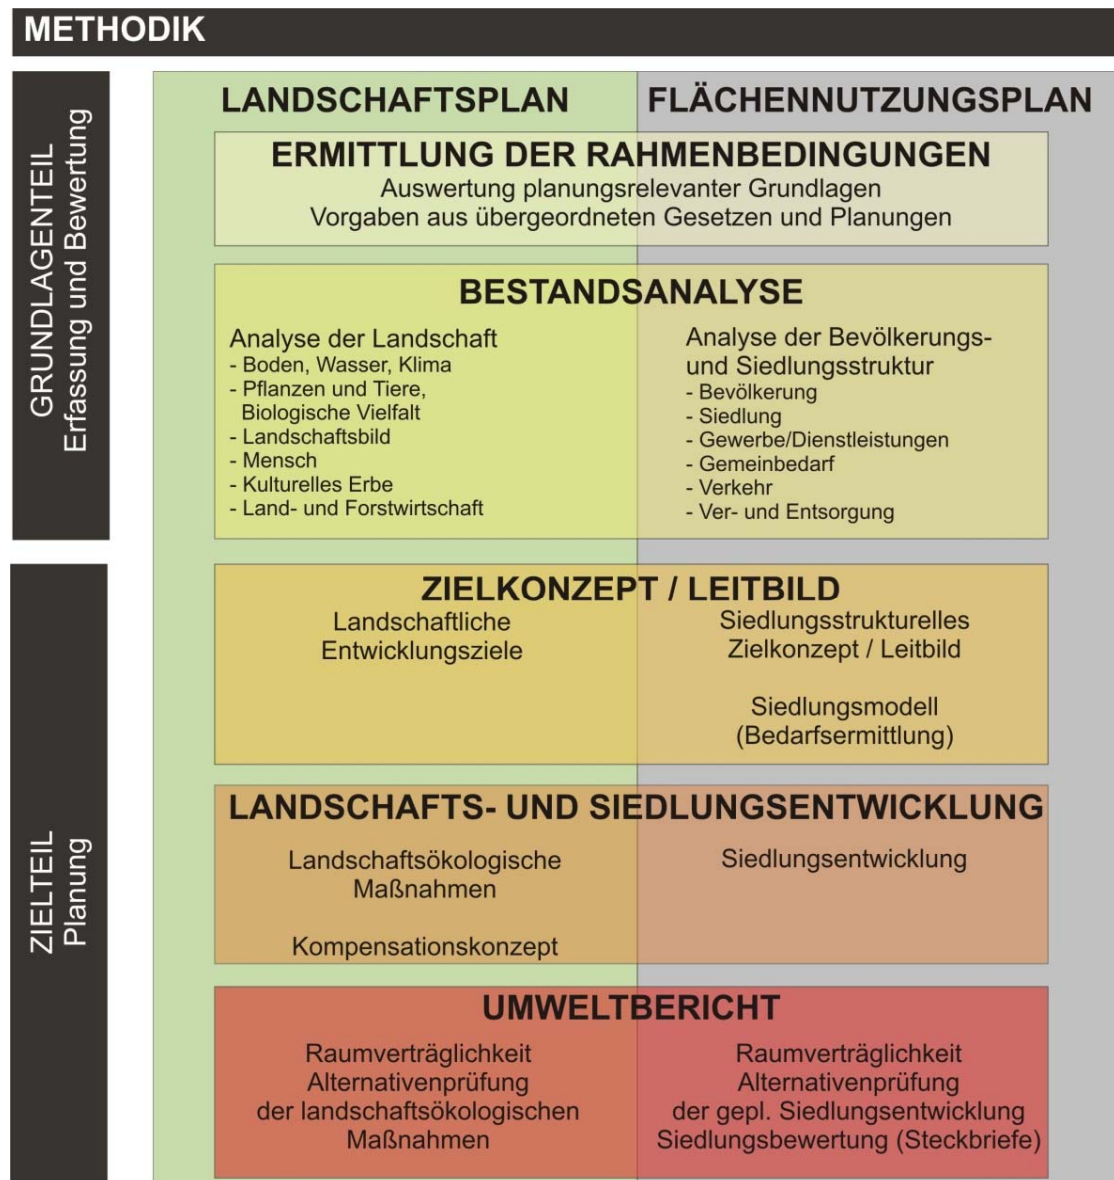 METHODIK
GRUNDLAGENTEIL
Erfassung und Bewertung
LANDSCHAFTSPLAN
FLÄCHENNUTZUNGSPLAN
ERMITTLUNG DER RAHMENBEDINGUNGEN
Auswertung planungsrelevanter Grundlagen
Vorgaben aus übergeordneten Gesetzen und Planungen
BESTANDSANALYSE
Analyse der Landschaft
- Boden, Wasser, Klima
- Pflanzen und Tiere,
Biologische Vielfalt
- Landschaftsbild
- Mensch
- Kulturelles Erbe
- Land- und Forstwirtschaft
Analyse der Bevölkerungs-
und Siedlungsstruktur
- Bevölkerung
- Siedlung
- Gewerbe/Dienstleistungen
- Gemeinbedarf
- Verkehr
- Ver- und Entsorgung
ZIELTEIL
Planung
ZIELKONZEPT / LEITBILD
Landschaftliche
Entwicklungsziele
Siedlungsstrukturelles
Zielkonzept / Leitbild
Siedlungsmodell
(Bedarfsermittlung)
LANDSCHAFTS- UND SIEDLUNGSENTWICKLUNG
Landschaftsökologische
Maßnahmen
Kompensationskonzept
Siedlungsentwicklung
UMWELTBERICHT
Raumverträglichkeit
Alternativenprüfung
der landschaftsökologischen
Maßnahmen
Raumverträglichkeit
Alternativenprüfung
der gepl. Siedlungsentwicklung
Siedlungsbewertung (Steckbriefe)